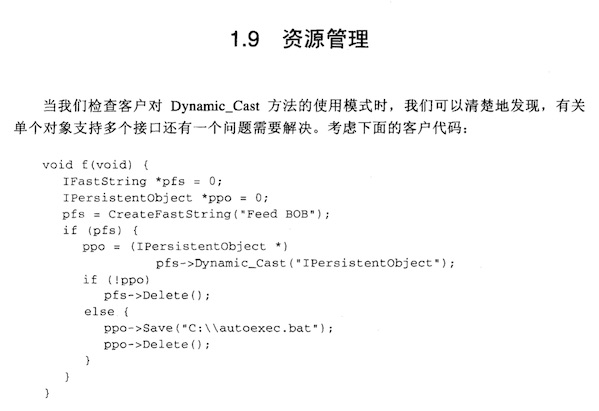 1.9 资源管理
当我们检查客户对 Dynamic_Cast 方法的使用模式时，我们可以清楚地发现，有关
单个对象支持多个接口还有一个问题需要解决。考虑下面的客户代码：
void f(void) {
IFastString *pfs = 0;
IPersistentObject *ppo = 0;
pfs = CreateFastString("Feed BOB");
if (pfs) {
ppo = (IPersistentObject *)
pfs->Dynamic_Cast("IPersistentObject");
if (!ppo)
pfs->Delete();
else {
ppo->Save("C:\\autoexec.bat");
ppo->Delete();
}
}
}